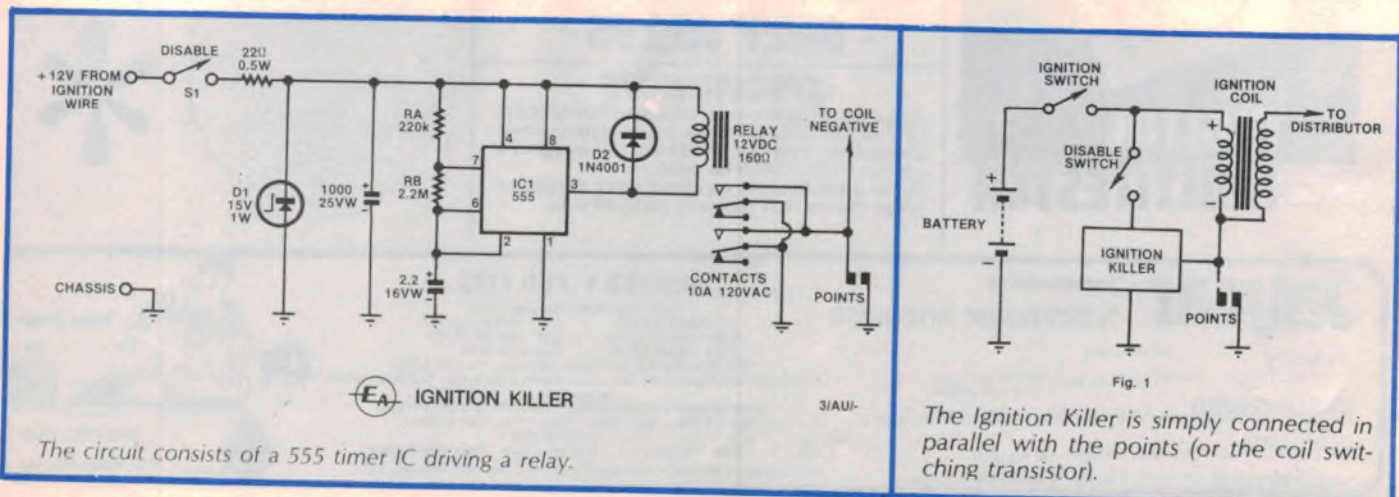 DISABLE
S1
22Ω
0.5W
+12V FROM
IGNITION
WIRE
CHASSIS
D1
15V
1W
1000
25VW
+
−
RA
220k
RB
2.2M
2.2
16VW
+
−
7
6
2
4
8
3
1
IC1
555
D2
1N4001
RELAY
12VDC
160Ω
TO COIL
NEGATIVE
CONTACTS
10A 120VAC
POINTS
EA IGNITION KILLER
3/AU/-
The circuit consists of a 555 timer IC driving a relay.
IGNITION
SWITCH
IGNITION
COIL
TO
DISTRIBUTOR
DISABLE
SWITCH
+
BATTERY
−
+
−
IGNITION
KILLER
POINTS
Fig. 1
The Ignition Killer is simply connected in
parallel with the points (or the coil swit-
ching transistor).